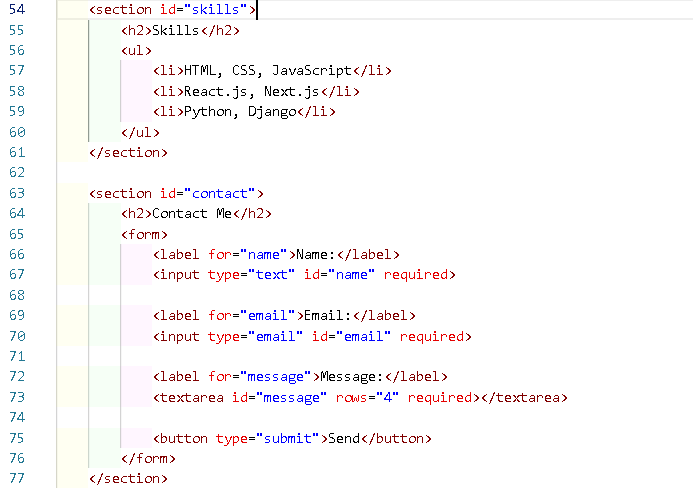 54 <section id="skills">
55 <h2>Skills</h2>
56 <ul>
57 <li>HTML, CSS, JavaScript</li>
58 <li>React.js, Next.js</li>
59 <li>Python, Django</li>
60 </ul>
61 </section>
62
63 <section id="contact">
64 <h2>Contact Me</h2>
65 <form>
66 <label for="name">Name:</label>
67 <input type="text" id="name" required>
68
69 <label for="email">Email:</label>
70 <input type="email" id="email" required>
71
72 <label for="message">Message:</label>
73 <textarea id="message" rows="4" required></textarea>
74
75 <button type="submit">Send</button>
76 </form>
77 </section>